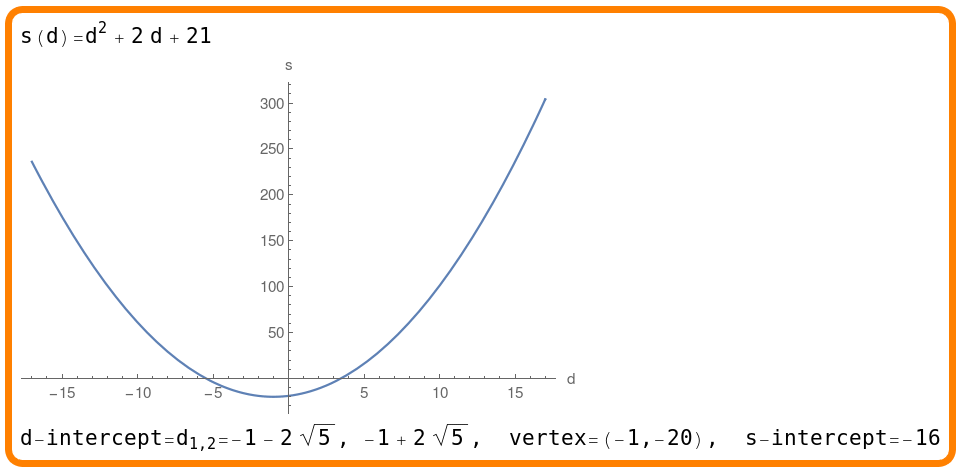 s(d)=d² + 2 d + 21
s
300
250
200
150
100
50
−15 −10 −5 5 10 15 d
d−intercept=d₁,₂=−1 − 2 √5, −1 + 2 √5, vertex=(−1,−20), s−intercept=−16